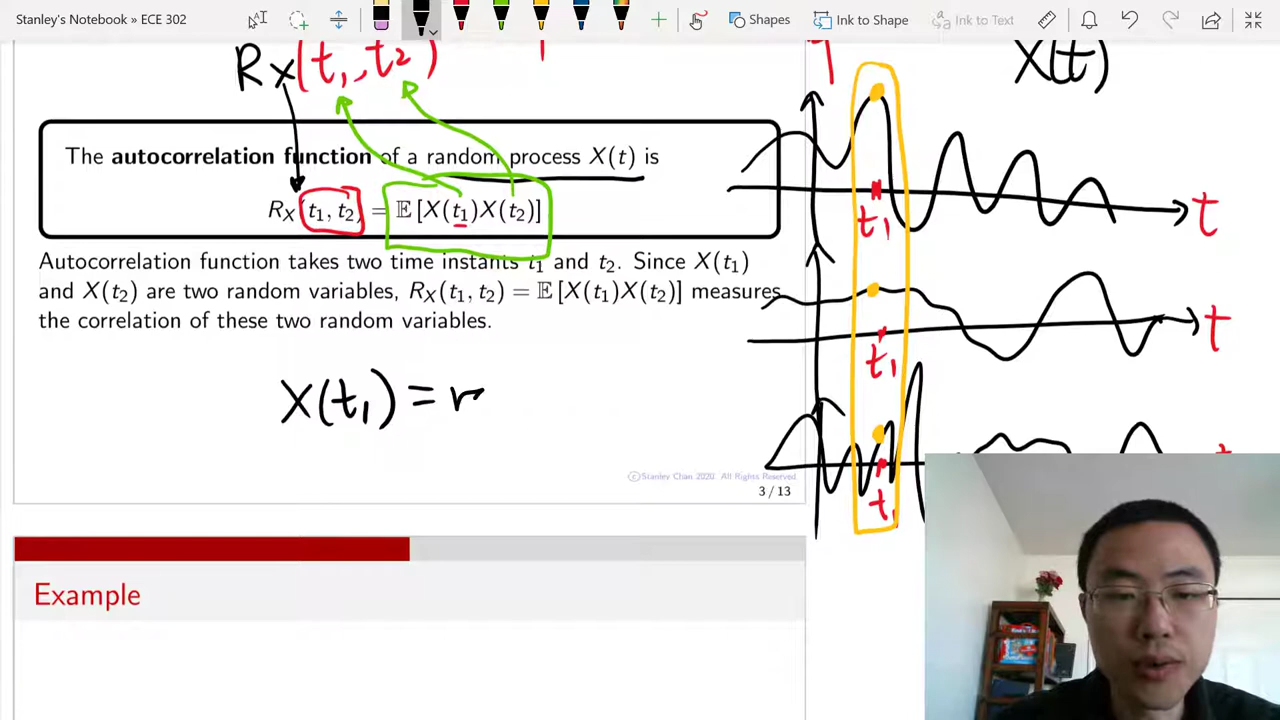 Stanley's Notebook » ECE 302
Shapes
Ink to Shape
Ink to Text
Rx(t1, t2)
X(t)
The autocorrelation function of a random process X(t) is
RX(t1, t2) = 𝔼 [X(t1)X(t2)]
Autocorrelation function takes two time instants t1 and t2. Since X(t1)
and X(t2) are two random variables, RX(t1, t2) = 𝔼 [X(t1)X(t2)] measures
the correlation of these two random variables.
X(t1) = r
t1
t
t1
t
t1
©Stanley Chan 2020. All Rights Reserved.
3 / 13
Example